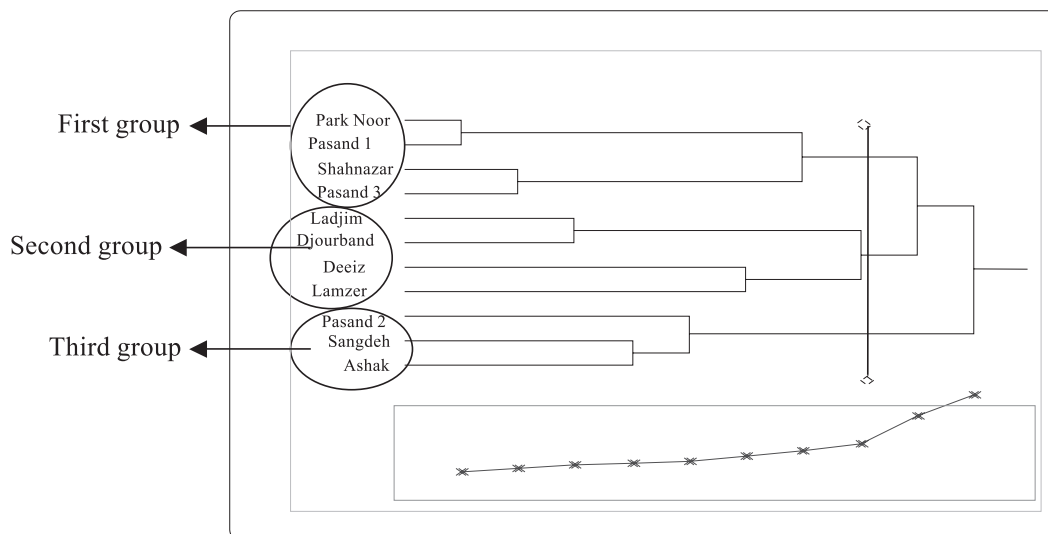 First group
Park Noor
Pasand 1
Shahnazar
Pasand 3
Second group
Ladjim
Djourband
Deeiz
Lamzer
Third group
Pasand 2
Sangdeh
Ashak